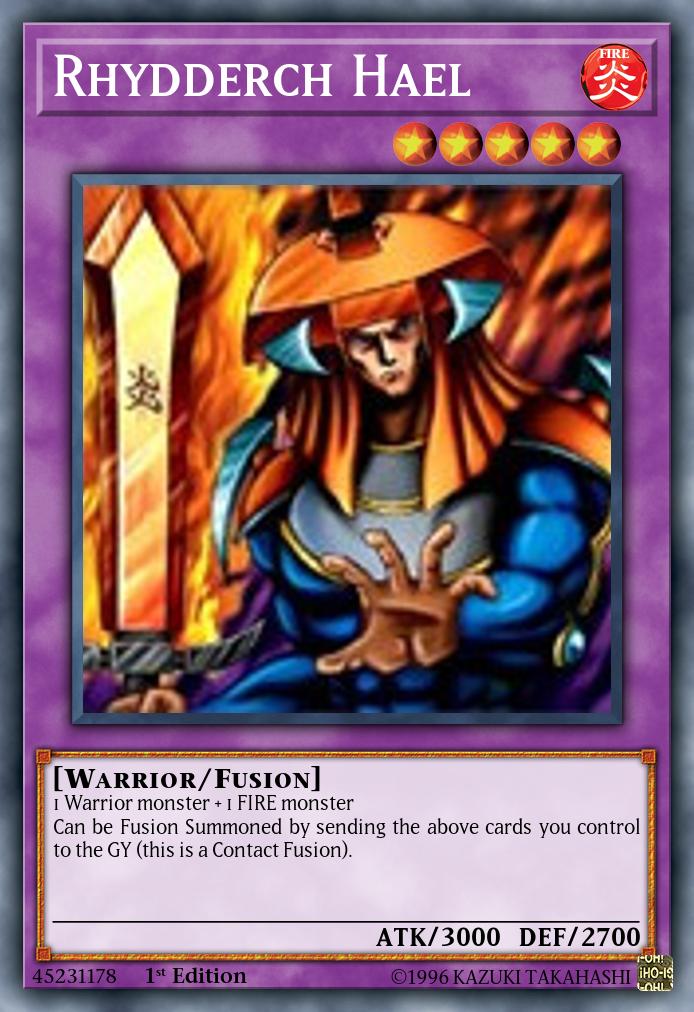 Rhydderch Hael
FIRE
炎
炎
[Warrior/Fusion]
1 Warrior monster + 1 FIRE monster
Can be Fusion Summoned by sending the above cards you control
to the GY (this is a Contact Fusion).
ATK/3000 DEF/2700
45231178 1st Edition ©1996 KAZUKI TAKAHASHI